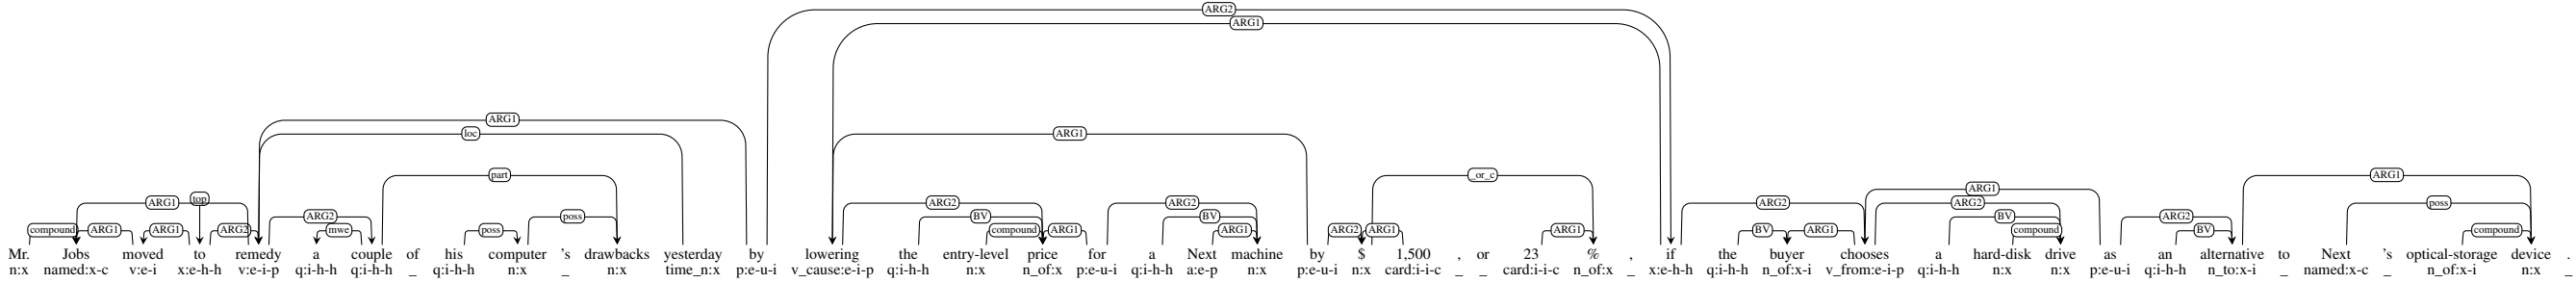 ARG2
ARG1
ARG1
loc ARG1
part _or_c ARG1
ARG1 top ARG2 ARG2 ARG2 ARG2 ARG1 poss
ARG2 poss BV BV BV ARG2
compound ARG1 ARG1 ARG2 mwe poss compound ARG1 ARG1 ARG2 ARG1 ARG1 BV ARG1 compound BV compound
Mr. Jobs moved to remedy a couple of his computer 's drawbacks yesterday by lowering the entry-level price for a Next machine by $ 1,500 , or 23 % , if the buyer chooses a hard-disk drive as an alternative to Next 's optical-storage device .
n:x named:x-c v:e-i x:e-h-h v:e-i-p q:i-h-h q:i-h-h _ q:i-h-h n:x _ n:x time_n:x p:e-u-i v_cause:e-i-p q:i-h-h n:x n_of:x p:e-u-i q:i-h-h a:e-p n:x p:e-u-i n:x card:i-i-c _ _ card:i-i-c n_of:x _ x:e-h-h q:i-h-h n_of:x-i v_from:e-i-p q:i-h-h n:x n:x p:e-u-i q:i-h-h n_to:x-i _ named:x-c _ n_of:x-i n:x _